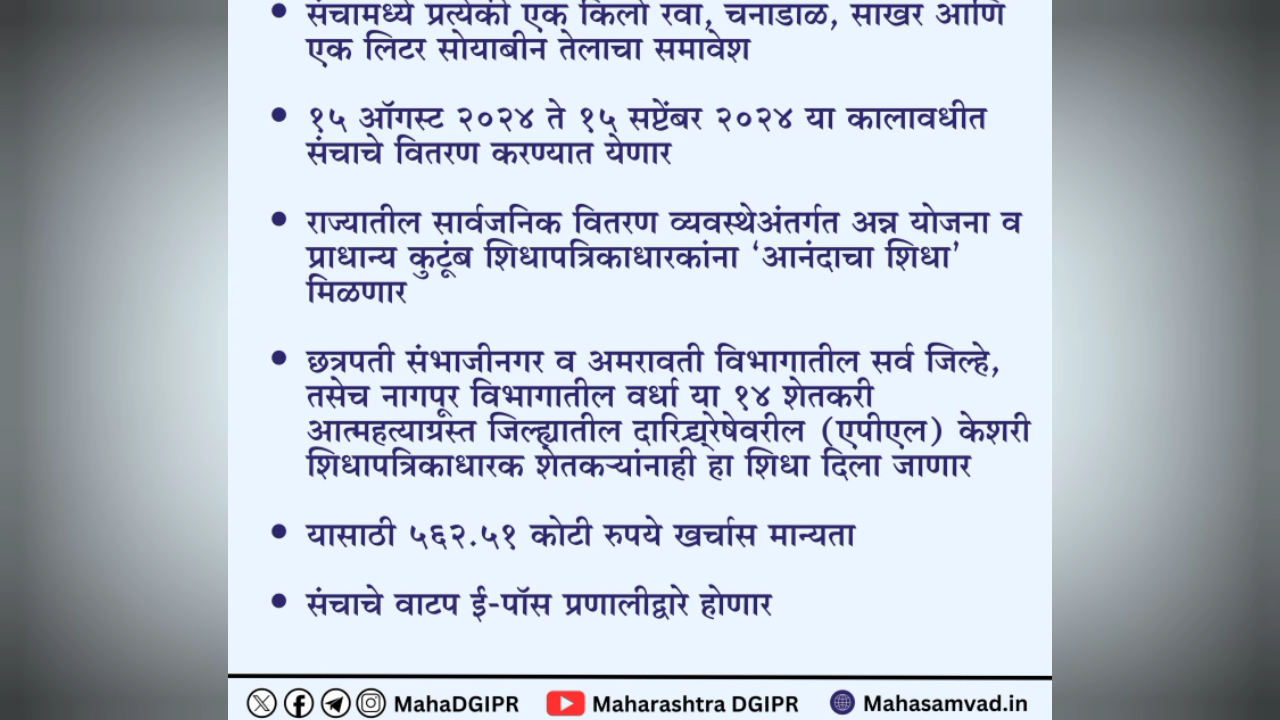 • संचामध्ये प्रत्येकी एक किलो रवा, चनाडाळ, साखर आणि
एक लिटर सोयाबीन तेलाचा समावेश
• १५ ऑगस्ट २०२४ ते १५ सप्टेंबर २०२४ या कालावधीत
संचाचे वितरण करण्यात येणार
• राज्यातील सार्वजनिक वितरण व्यवस्थेअंतर्गत अन्न योजना व
प्राधान्य कुटूंब शिधापत्रिकाधारकांना ‘आनंदाचा शिधा’
मिळणार
• छत्रपती संभाजीनगर व अमरावती विभागातील सर्व जिल्हे,
तसेच नागपूर विभागातील वर्धा या १४ शेतकरी
आत्महत्याग्रस्त जिल्ह्यातील दारिद्र्यरेषेवरील (एपीएल) केशरी
शिधापत्रिकाधारक शेतकऱ्यांनाही हा शिधा दिला जाणार
• यासाठी ५६२.५१ कोटी रुपये खर्चास मान्यता
• संचाचे वाटप ई-पॉस प्रणालीद्वारे होणार
MahaDGIPR Maharashtra DGIPR Mahasamvad.in